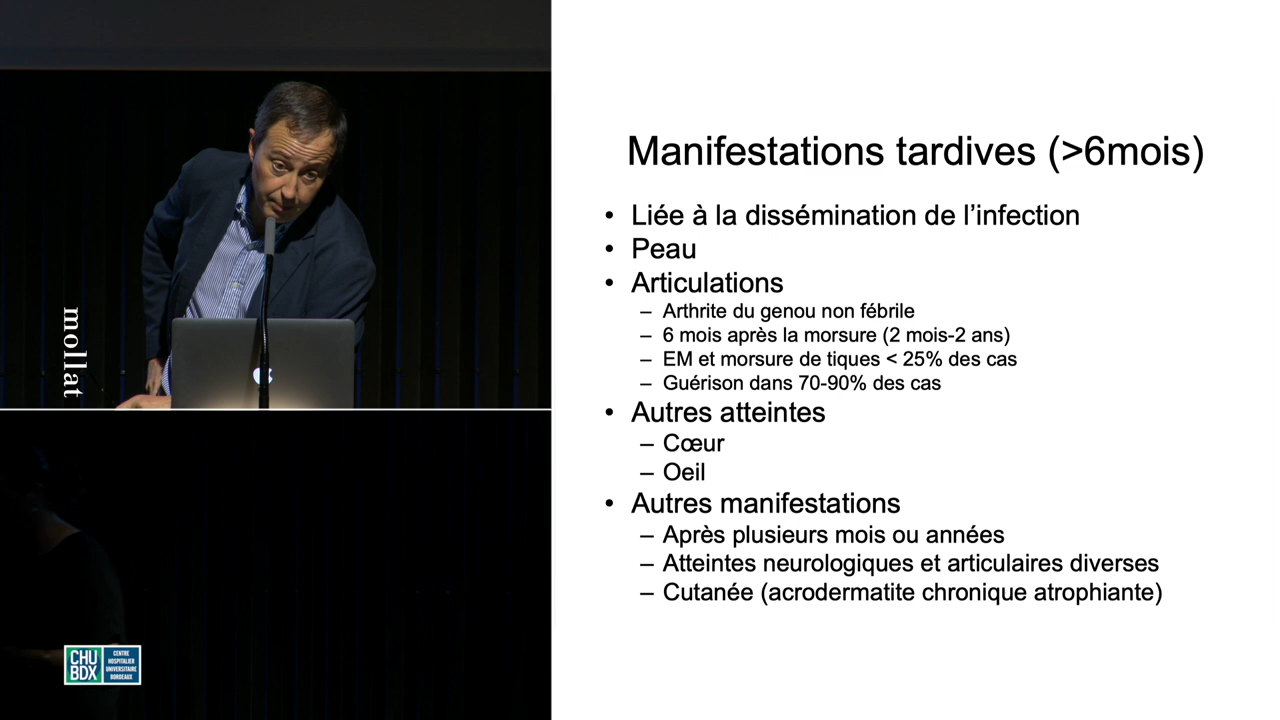 mollat
CHU
BDX
CENTRE
HOSPITALIER
UNIVERSITAIRE
BORDEAUX
Manifestations tardives (>6mois)
• Liée à la dissémination de l’infection
• Peau
• Articulations
– Arthrite du genou non fébrile
– 6 mois après la morsure (2 mois-2 ans)
– EM et morsure de tiques < 25% des cas
– Guérison dans 70-90% des cas
• Autres atteintes
– Cœur
– Oeil
• Autres manifestations
– Après plusieurs mois ou années
– Atteintes neurologiques et articulaires diverses
– Cutanée (acrodermatite chronique atrophiante)